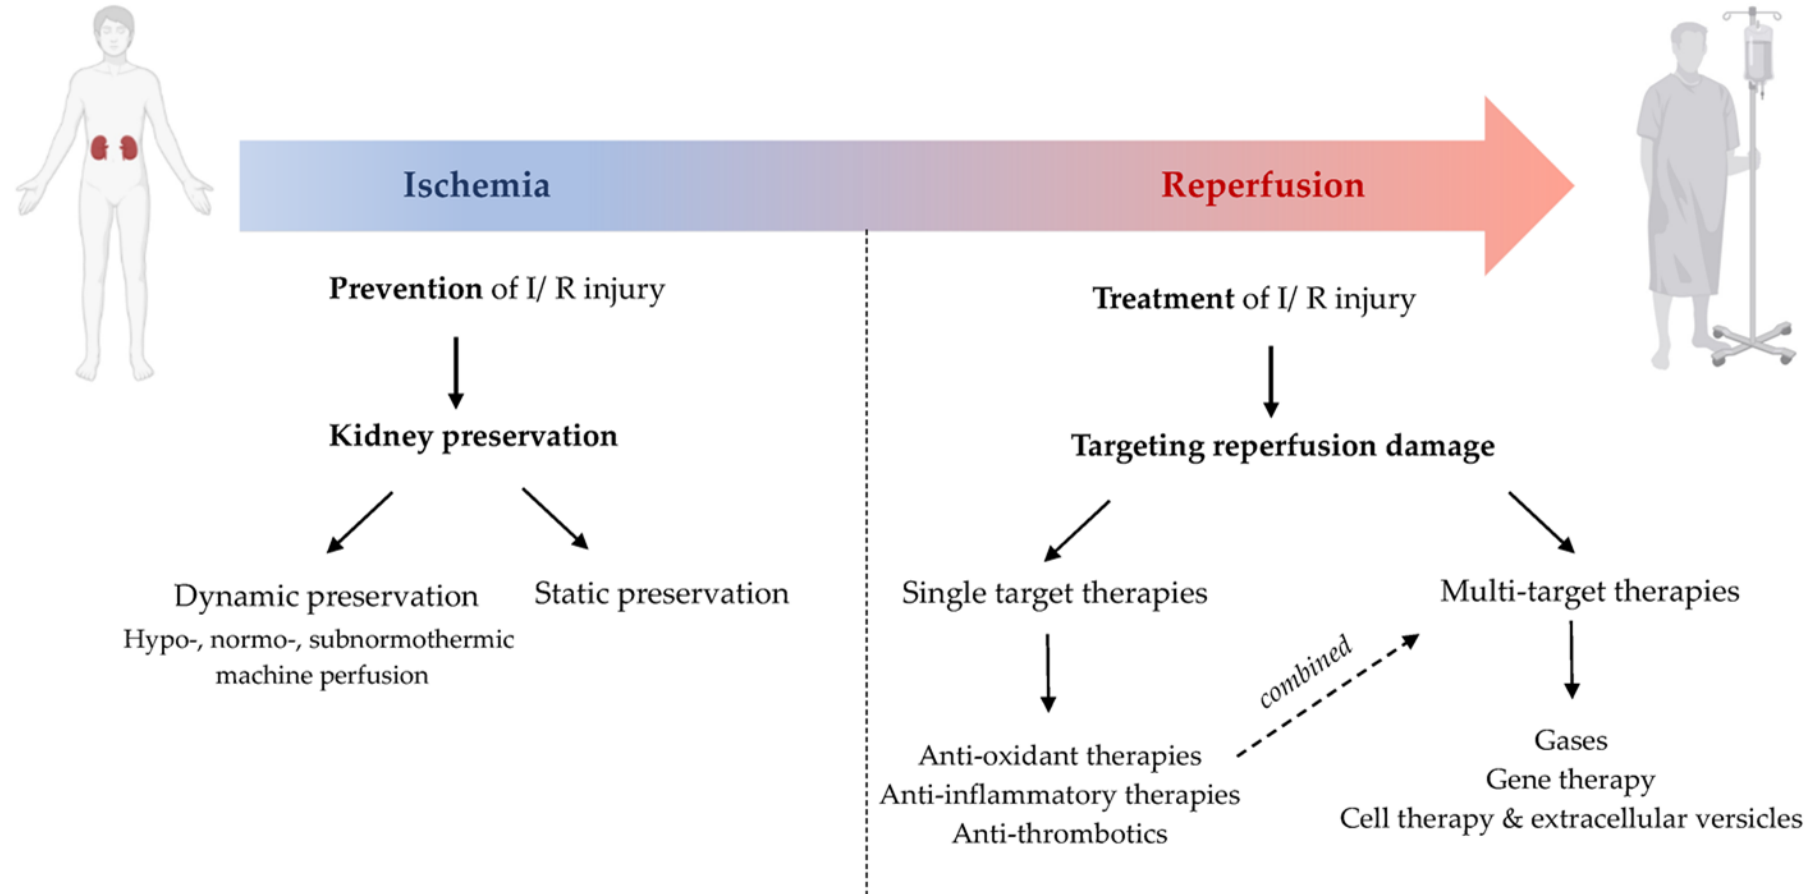 Ischemia
Reperfusion
Prevention of I/ R injury
Kidney preservation
Dynamic preservation
Hypo-, normo-, subnormothermic
machine perfusion
Static preservation
Treatment of I/ R injury
Targeting reperfusion damage
Single target therapies
Anti-oxidant therapies
Anti-inflammatory therapies
Anti-thrombotics
combined
Multi-target therapies
Gases
Gene therapy
Cell therapy & extracellular versicles